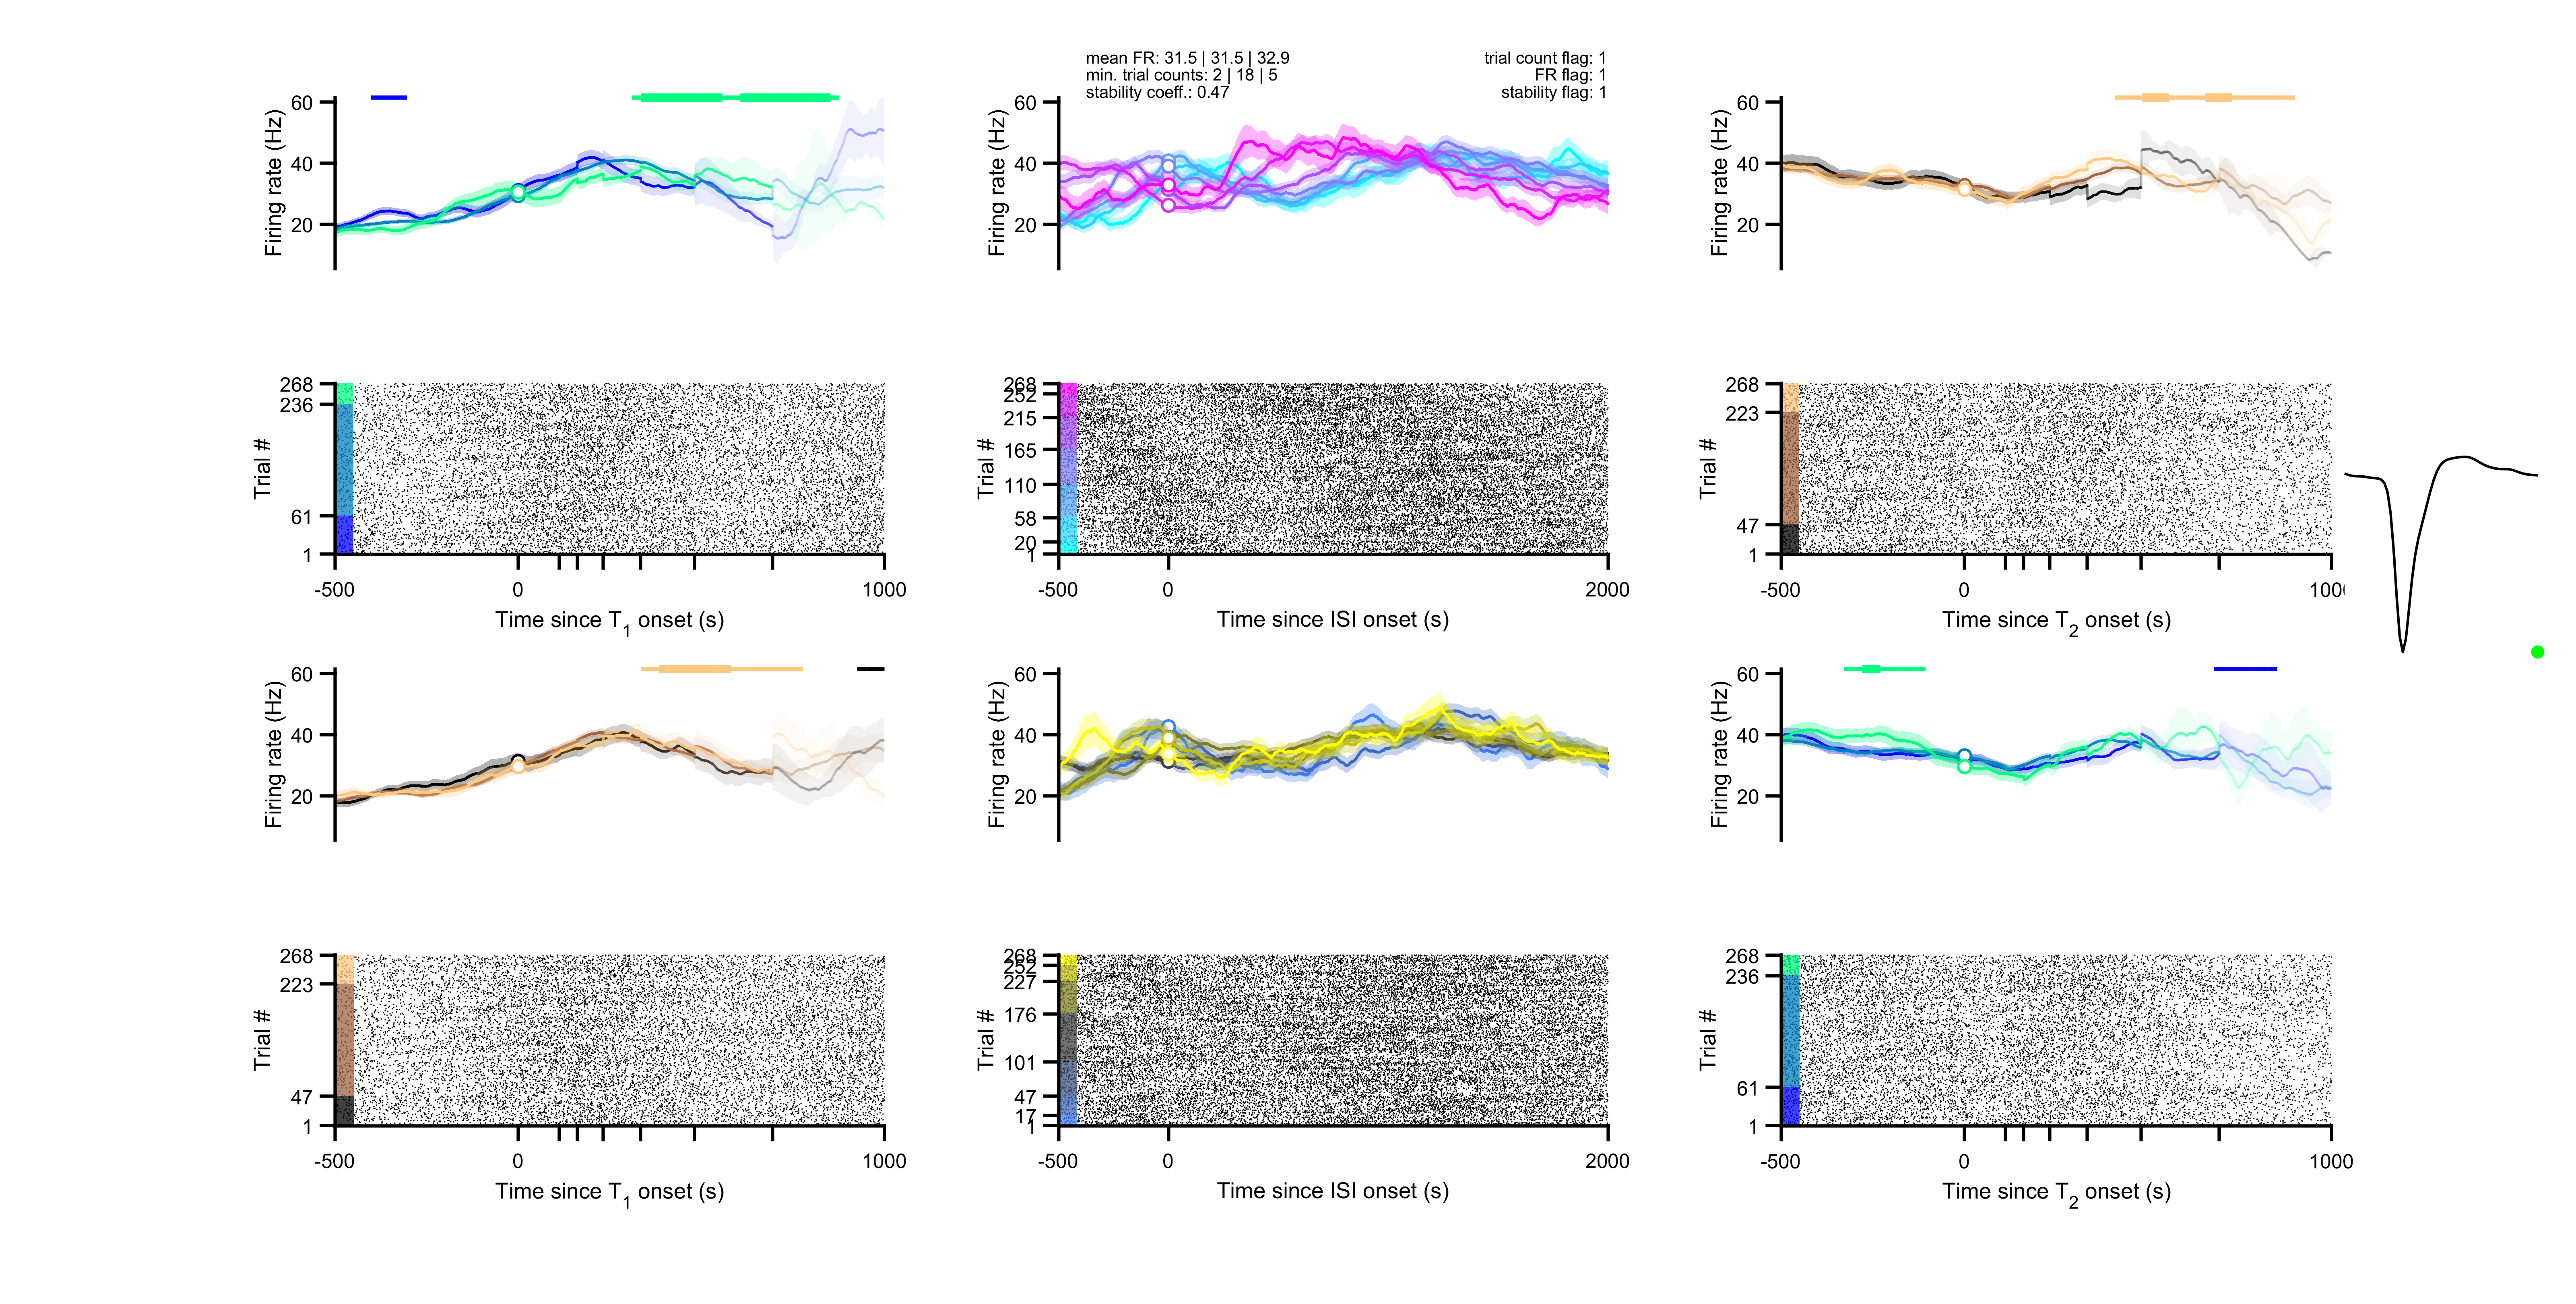 mean FR: 31.5 | 31.5 | 32.9
min. trial counts: 2 | 18 | 5
stability coeff.: 0.47
trial count flag: 1
FR flag: 1
stability flag: 1
60
40
20
Firing rate (Hz)
60
40
20
Firing rate (Hz)
60
40
20
Firing rate (Hz)
268
236
61
1
Trial #
-500
0
1000
Time since T1 onset (s)
268
252
215
165
110
58
20
1
Trial #
-500
0
2000
Time since ISI onset (s)
268
223
47
1
Trial #
-500
0
Time since T2 onset (s)
60
40
20
Firing rate (Hz)
60
40
20
Firing rate (Hz)
60
40
20
Firing rate (Hz)
268
223
47
1
Trial #
-500
0
1000
Time since T1 onset (s)
268
252
227
176
101
47
17
1
Trial #
-500
0
2000
Time since ISI onset (s)
268
236
61
1
Trial #
-500
0
1000
Time since T2 onset (s)